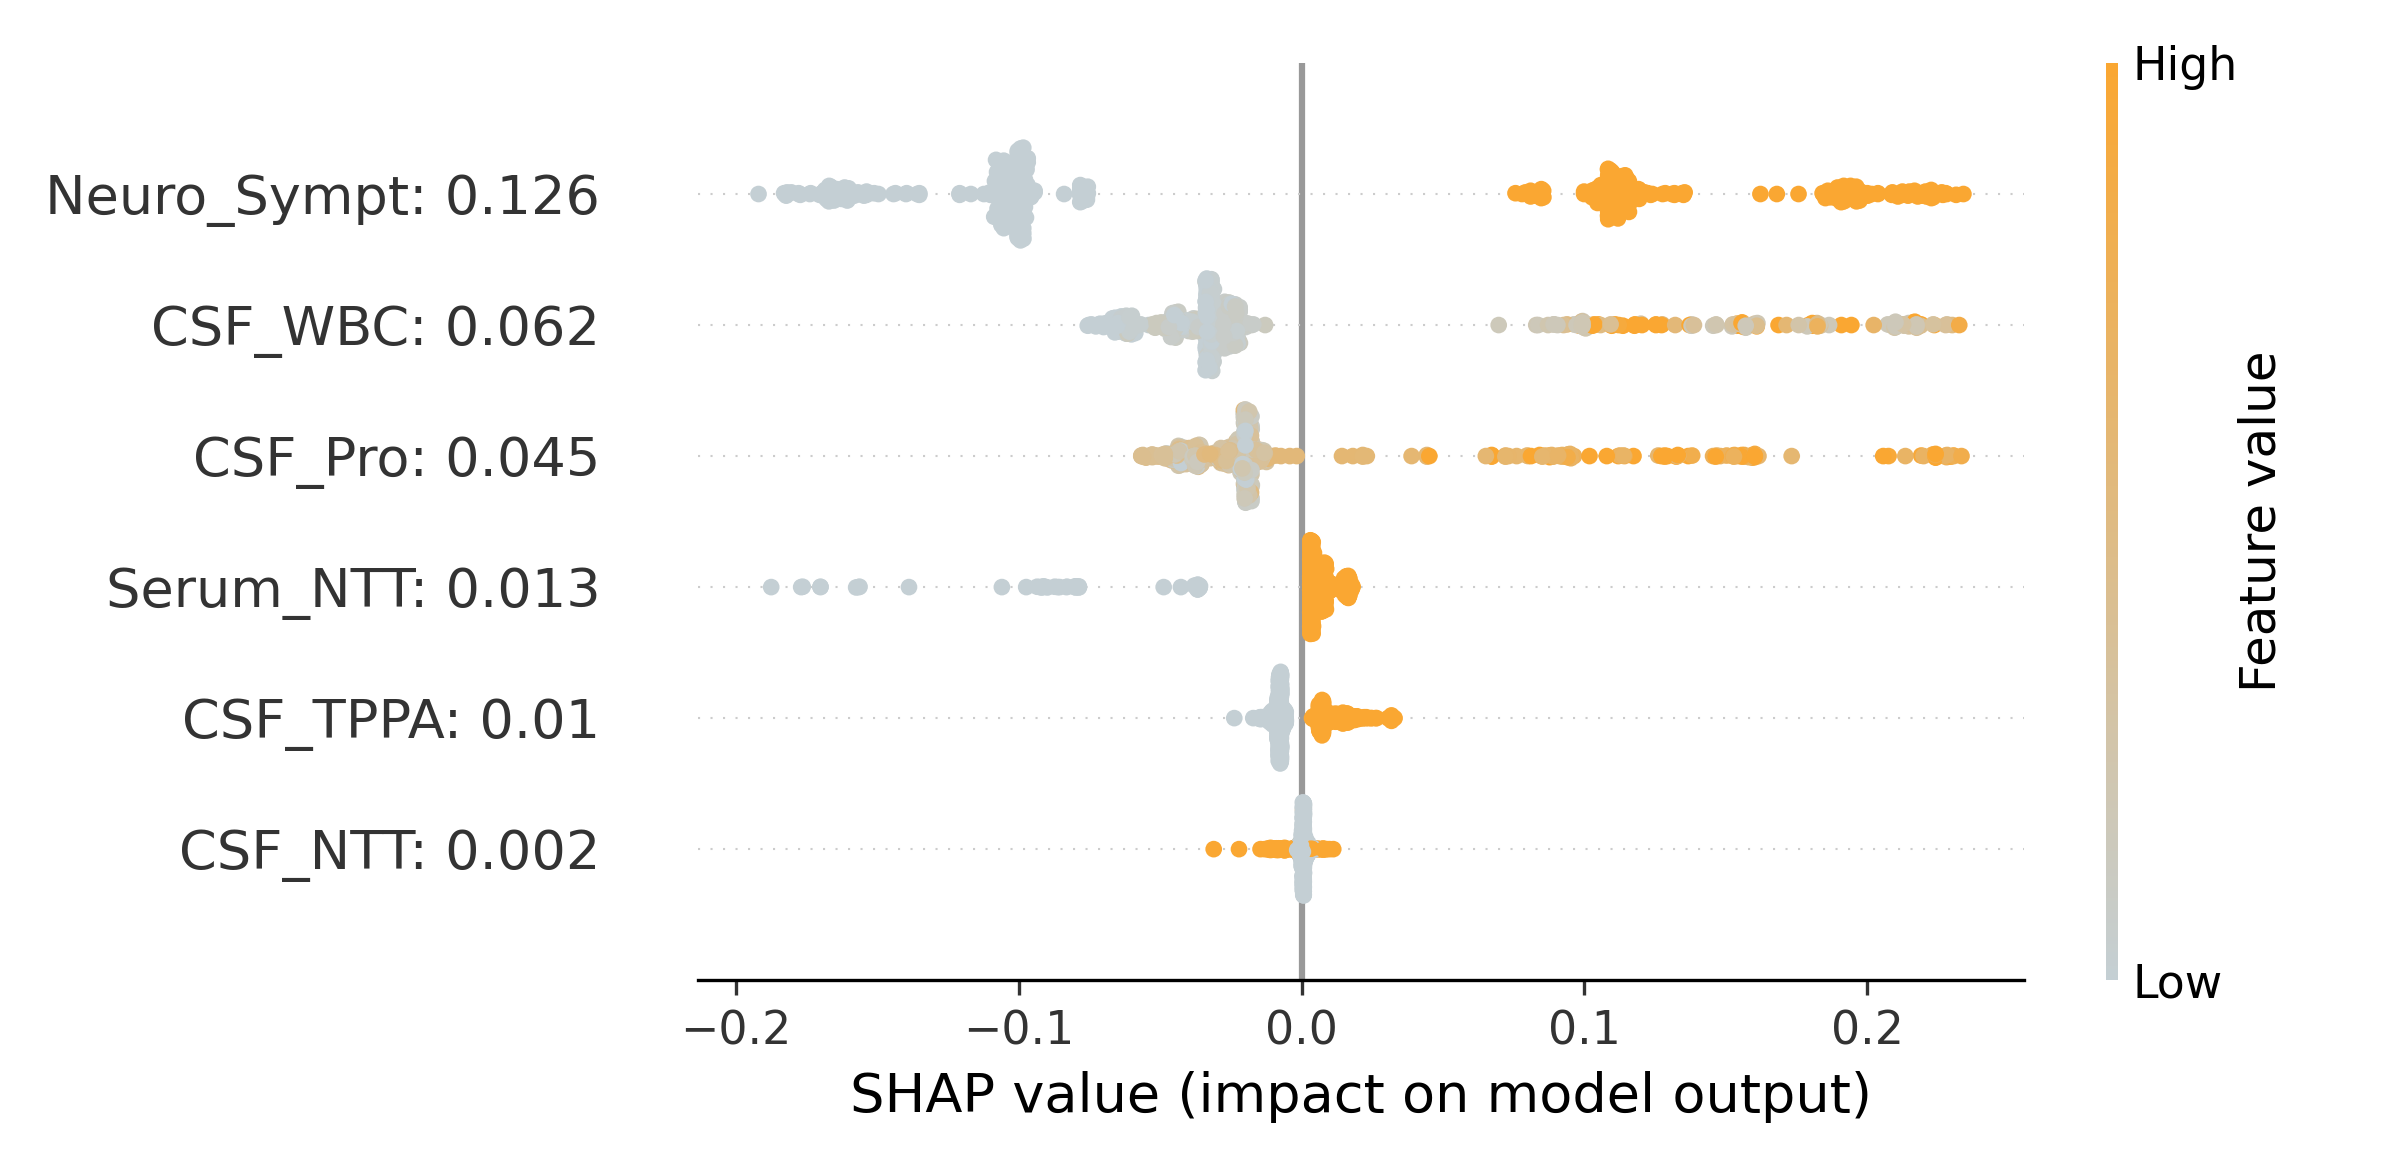 High
Neuro_Sympt: 0.126
CSF_WBC: 0.062
CSF_Pro: 0.045
Serum_NTT: 0.013
CSF_TPPA: 0.01
CSF_NTT: 0.002
Feature value
Low
−0.2 −0.1 0.0 0.1 0.2
SHAP value (impact on model output)